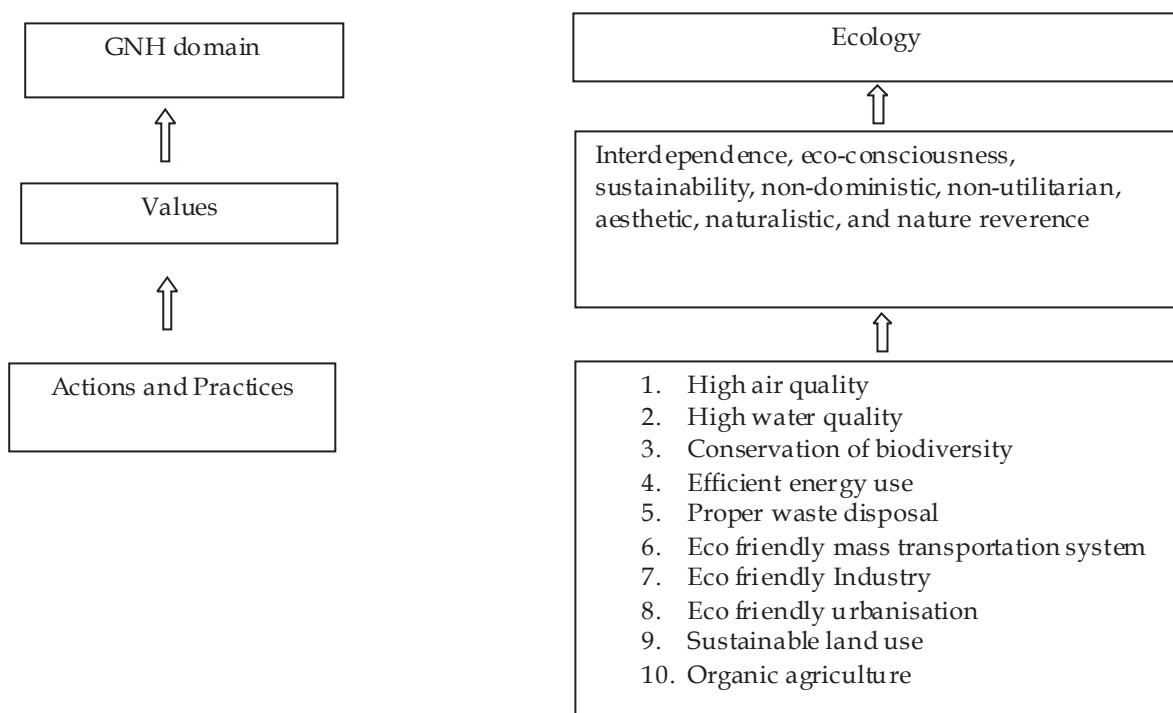 GNH domain
Ecology
Values
Interdependence, eco-consciousness,
sustainability, non-doministic, non-utilitarian,
aesthetic, naturalistic, and nature reverence
Actions and Practices
1. High air quality
2. High water quality
3. Conservation of biodiversity
4. Efficient energy use
5. Proper waste disposal
6. Eco friendly mass transportation system
7. Eco friendly Industry
8. Eco friendly urbanisation
9. Sustainable land use
10. Organic agriculture